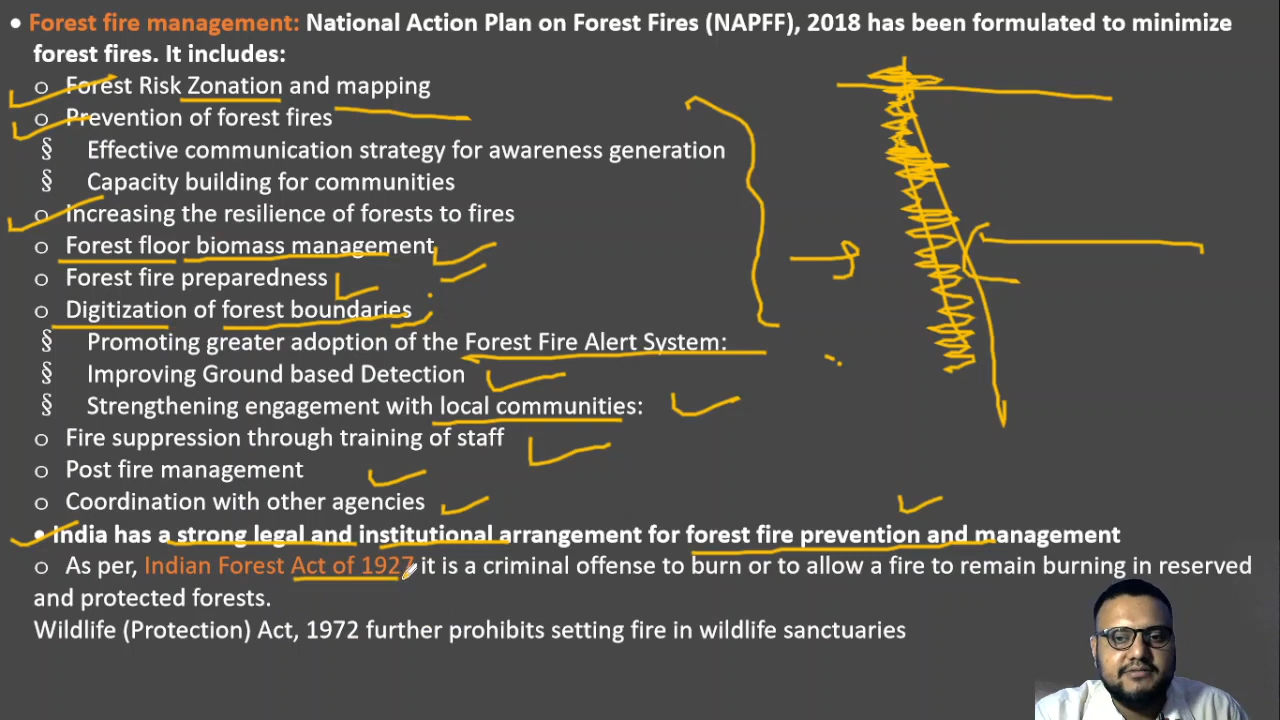 • Forest fire management: National Action Plan on Forest Fires (NAPFF), 2018 has been formulated to minimize
forest fires. It includes:
o Forest Risk Zonation and mapping
o Prevention of forest fires
§ Effective communication strategy for awareness generation
§ Capacity building for communities
o Increasing the resilience of forests to fires
o Forest floor biomass management
o Forest fire preparedness
o Digitization of forest boundaries
§ Promoting greater adoption of the Forest Fire Alert System:
§ Improving Ground based Detection
§ Strengthening engagement with local communities:
o Fire suppression through training of staff
o Post fire management
o Coordination with other agencies
• India has a strong legal and institutional arrangement for forest fire prevention and management
o As per, Indian Forest Act of 1927 it is a criminal offense to burn or to allow a fire to remain burning in reserved
and protected forests.
Wildlife (Protection) Act, 1972 further prohibits setting fire in wildlife sanctuaries